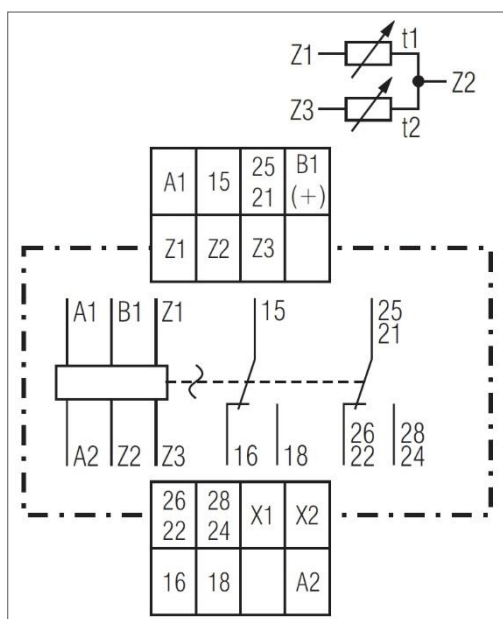 t1
Z1
Z2
Z3
t2
A1 15 25 B1
21 (+)
Z1 Z2 Z3
A1 B1 Z1 15 25
21
A2 Z2 Z3 16 18 26 28
22 24
26 28 X1 X2
22 24
16 18 A2